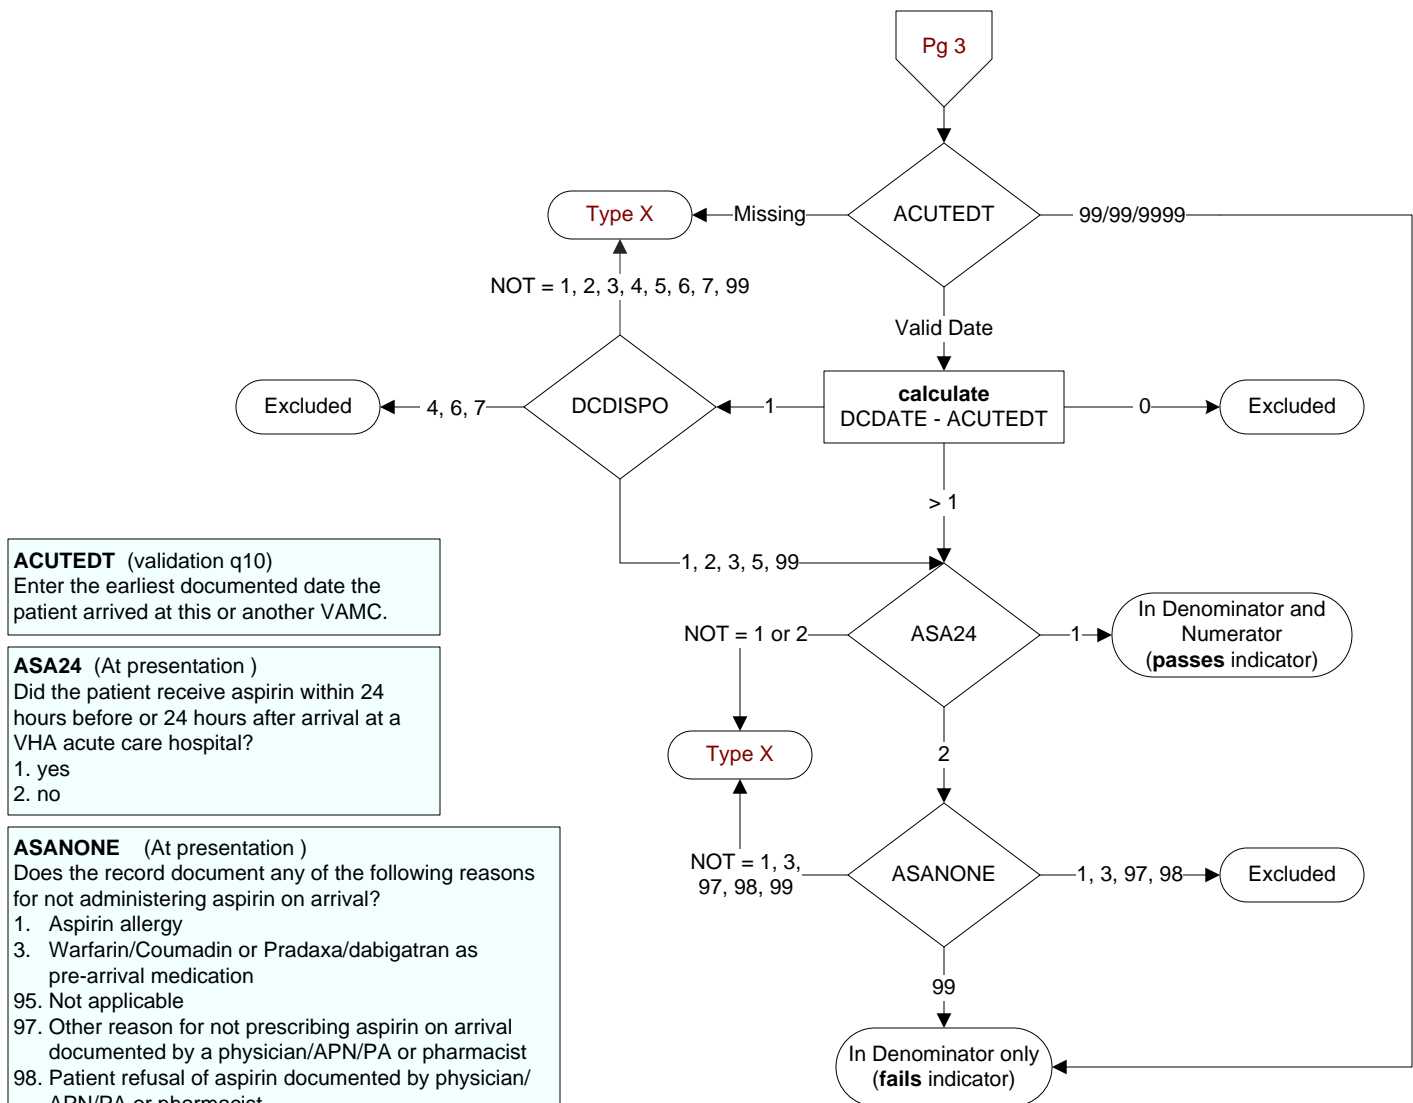 Pg 3
ACUTEDT
Missing
99/99/9999
Type X
NOT = 1, 2, 3, 4, 5, 6, 7, 99
Valid Date
calculate
DCDATE - ACUTEDT
1
0
Excluded
DCDISPO
4, 6, 7
Excluded
> 1
1, 2, 3, 5, 99
ASA24
NOT = 1 or 2
1
In Denominator and
Numerator
(passes indicator)
Type X
2
ASANONE
NOT = 1, 3,
97, 98, 99
1, 3, 97, 98
Excluded
99
In Denominator only
(fails indicator)
ACUTEDT (validation q10)
Enter the earliest documented date the
patient arrived at this or another VAMC.
ASA24 (At presentation )
Did the patient receive aspirin within 24
hours before or 24 hours after arrival at a
VHA acute care hospital?
1. yes
2. no
ASANONE (At presentation )
Does the record document any of the following reasons
for not administering aspirin on arrival?
1. Aspirin allergy
3. Warfarin/Coumadin or Pradaxa/dabigatran as
pre-arrival medication
95. Not applicable
97. Other reason for not prescribing aspirin on arrival
documented by a physician/APN/PA or pharmacist
98. Patient refusal of aspirin documented by physician/
APN/PA or pharmacist